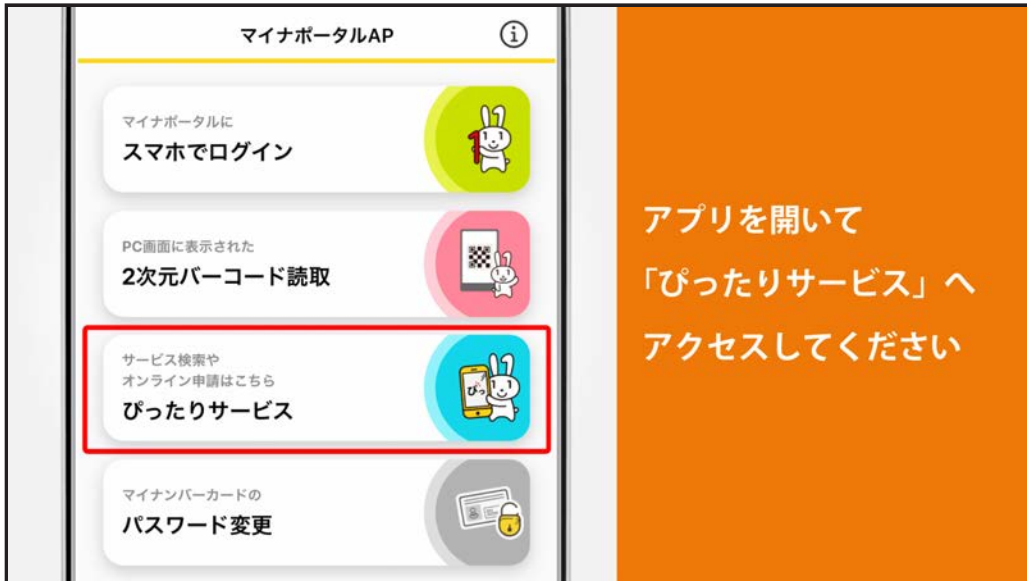 マイナポータルAP
マイナポータルに
スマホでログイン
PC画面に表示された
2次元バーコード読取
サービス検索や
オンライン申請はこちら
ぴったりサービス
ぴっ
マイナンバーカードの
パスワード変更
アプリを開いて
「ぴったりサービス」へ
アクセスしてください